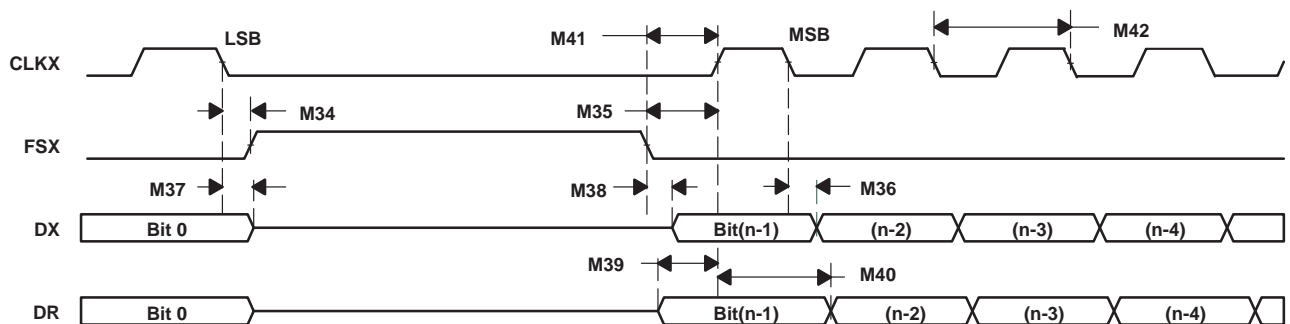 LSB
M41
MSB
M42
CLKX
M34
M35
FSX
M37
M38
M36
DX
Bit 0
Bit(n-1)
(n-2)
(n-3)
(n-4)
M39
M40
DR
Bit 0
Bit(n-1)
(n-2)
(n-3)
(n-4)